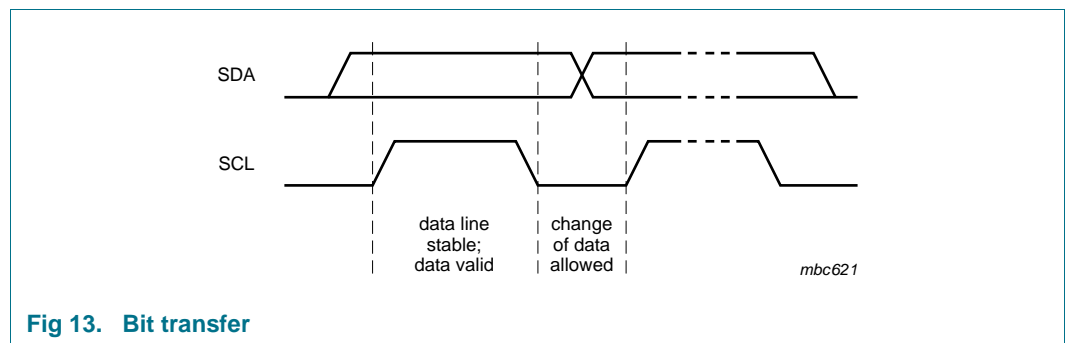 SDA
SCL
data line
stable;
data valid
change
of data
allowed
mbc621
Fig 13. Bit transfer